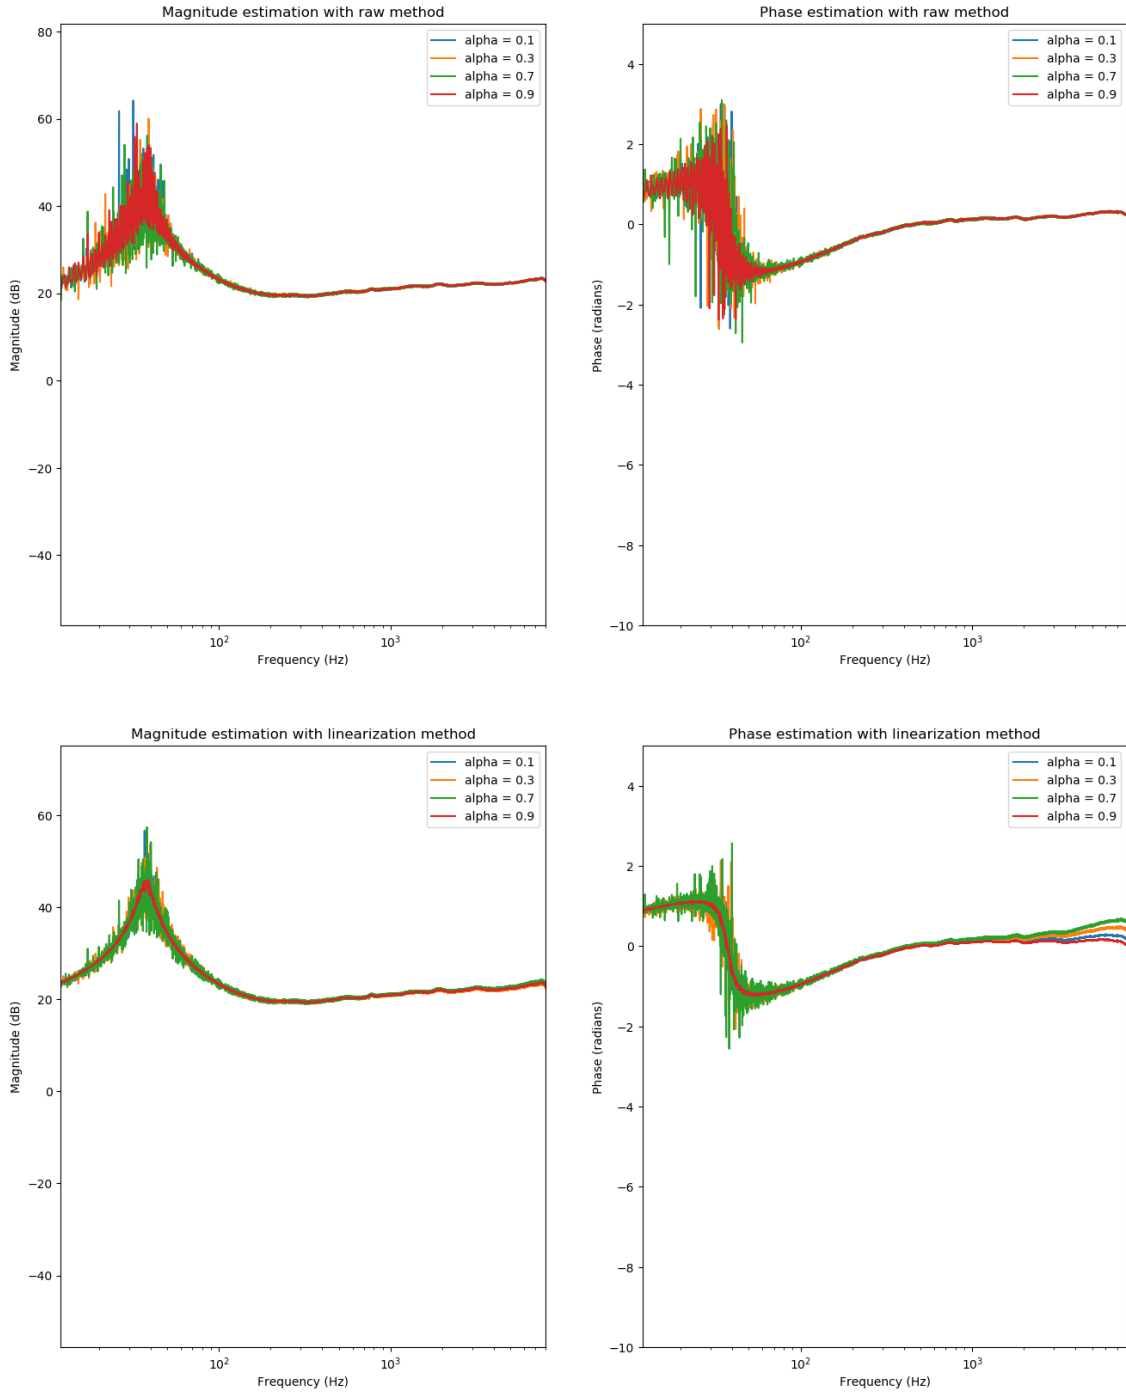 Magnitude estimation with raw method
80
60
40
20
0
−20
−40
Magnitude (dB)
10²
10³
Frequency (Hz)
alpha = 0.1
alpha = 0.3
alpha = 0.7
alpha = 0.9
Phase estimation with raw method
4
2
0
−2
−4
−6
−8
−10
Phase (radians)
10²
10³
Frequency (Hz)
alpha = 0.1
alpha = 0.3
alpha = 0.7
alpha = 0.9
Magnitude estimation with linearization method
60
40
20
0
−20
−40
Magnitude (dB)
10²
10³
Frequency (Hz)
alpha = 0.1
alpha = 0.3
alpha = 0.7
alpha = 0.9
Phase estimation with linearization method
4
2
0
−2
−4
−6
−8
−10
Phase (radians)
10²
10³
Frequency (Hz)
alpha = 0.1
alpha = 0.3
alpha = 0.7
alpha = 0.9